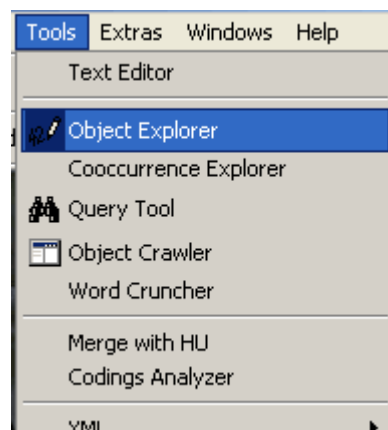 Tools Extras Windows Help
Text Editor
Object Explorer
Cooccurrence Explorer
Query Tool
Object Crawler
Word Cruncher
Merge with HU
Codings Analyzer
XML